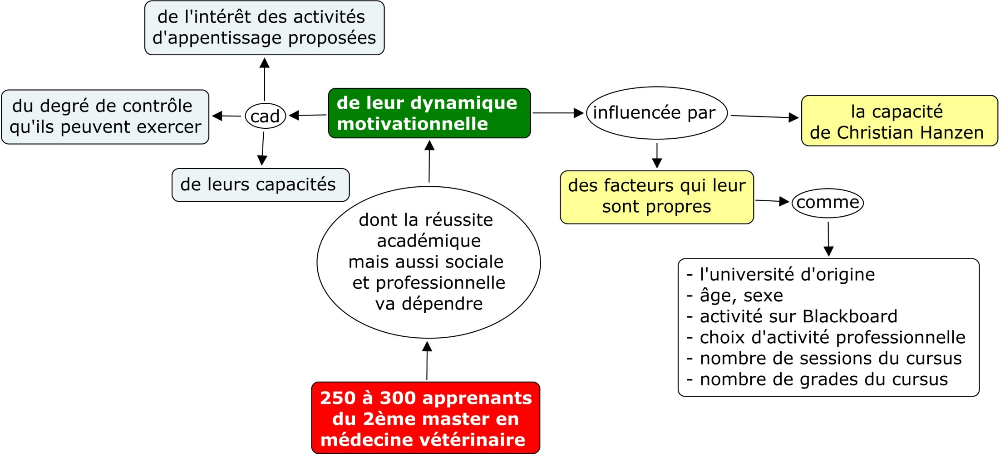 de l'intérêt des activités
d'appentissage proposées
du degré de contrôle
qu'ils peuvent exercer
cad
de leurs capacités
de leur dynamique
motivationnelle
influencée par
la capacité
de Christian Hanzen
des facteurs qui leur
sont propres
comme
- l'université d'origine
- âge, sexe
- activité sur Blackboard
- choix d'activité professionnelle
- nombre de sessions du cursus
- nombre de grades du cursus
dont la réussite
académique
mais aussi sociale
et professionnelle
va dépendre
250 à 300 apprenants
du 2ème master en
médecine vétérinaire